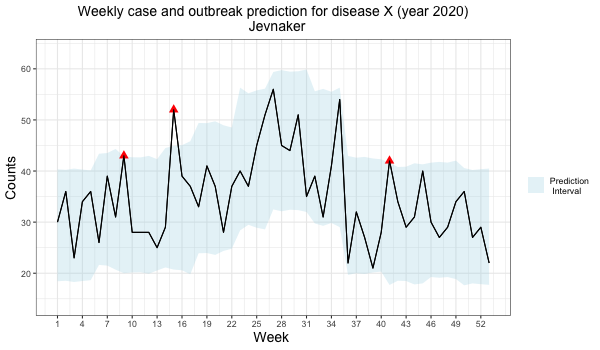 Weekly case and outbreak prediction for disease X (year 2020)
Jevnaker
Counts
60
50
40
30
20
1 4 7 10 13 16 19 22 25 28 31 34 37 40 43 46 49 52
Week
Prediction
Interval